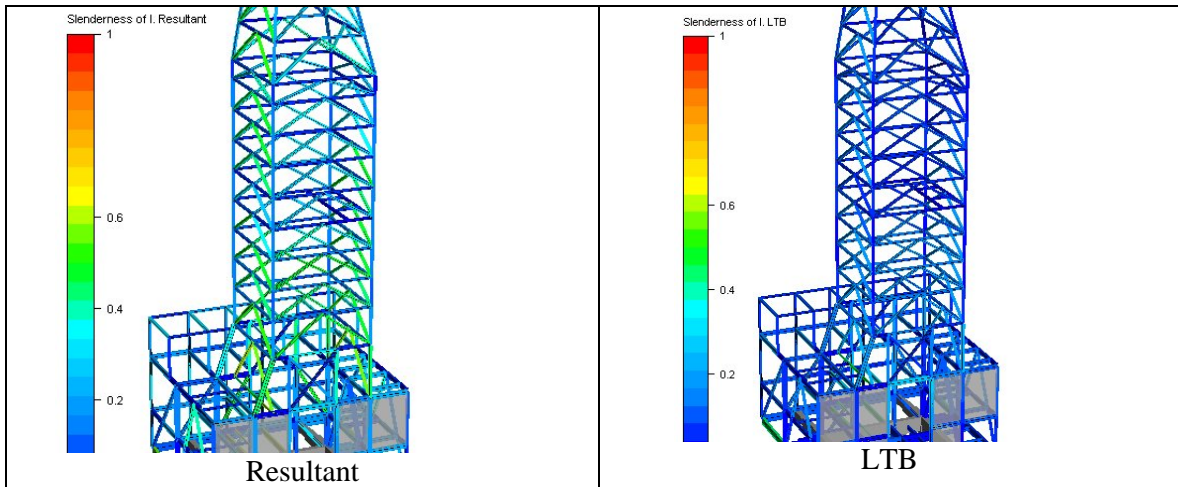 Slenderness of I. Resultant
1
0.6
0.4
0.2
Resultant
Slenderness of I. LTB
1
0.6
0.4
0.2
LTB